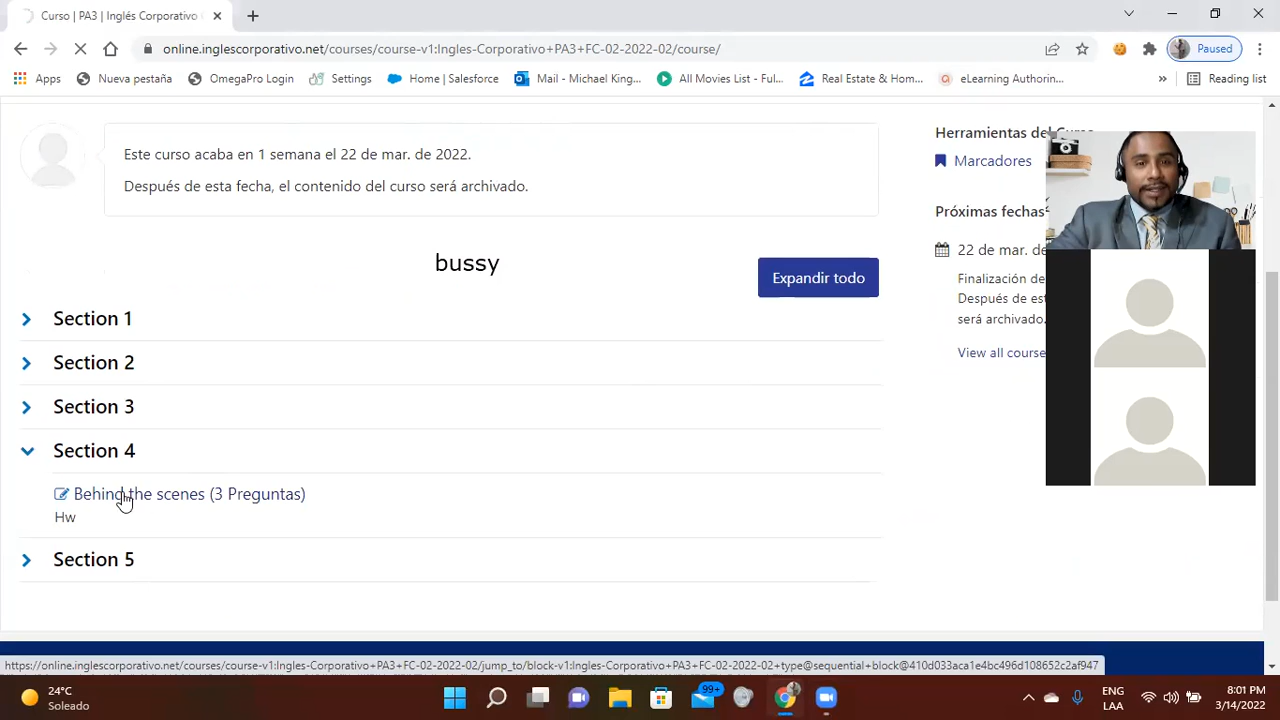 Curso | PA3 | Inglés Corporativo
online.inglescorporativo.net/courses/course-v1:Ingles-Corporativo+PA3+FC-02-2022-02/course/
Paused
Apps
Nueva pestaña
OmegaPro Login
Settings
Home | Salesforce
Mail - Michael King...
All Movies List - Ful...
Real Estate & Hom...
eLearning Authorin...
»
Reading list
Este curso acaba en 1 semana el 22 de mar. de 2022.
Después de esta fecha, el contenido del curso será archivado.
bussy
Expandir todo
Section 1
Section 2
Section 3
Section 4
Behind the scenes (3 Preguntas)
Hw
Section 5
Herramientas del Curso
Marcadores
Próximas fechas
22 de mar. de
Finalización de
Después de est
será archivado.
View all course
https://online.inglescorporativo.net/courses/course-v1:Ingles-Corporativo+PA3+FC-02-2022-02/jump_to/block-v1:Ingles-Corporativo+PA3+FC-02-2022-02+type@sequential+block@410d033aca1e4bc496d108652c2af947
24°C
Soleado
99+
ENG
LAA
8:01 PM
3/14/2022